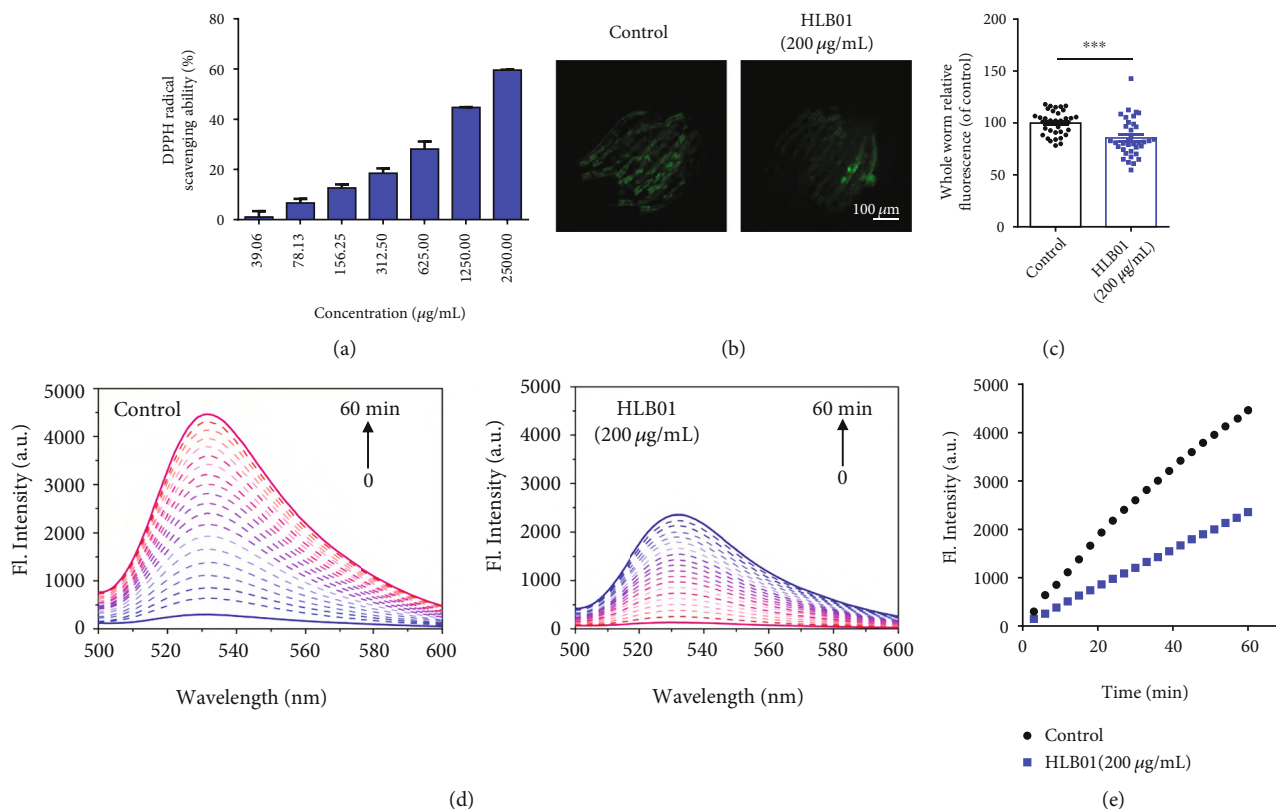 80
60
40
20
0
DPPH radical
scavenging ability (%)
39.06
78.13
156.25
312.50
625.00
1250.00
2500.00
Concentration (μg/mL)
(a)
Control
HLB01
(200 μg/mL)
100 μm
(b)
200
150
100
50
0
Whole worm relative
fluorescence (of control)
***
Control
HLB01
(200 μg/mL)
(c)
5000
4000
3000
2000
1000
0
Fl. Intensity (a.u.)
Control
60 min
0
500
520
540
560
580
600
Wavelength (nm)
5000
4000
3000
2000
1000
0
Fl. Intensity (a.u.)
HLB01
(200 μg/mL)
60 min
0
500
520
540
560
580
600
Wavelength (nm)
(d)
5000
4000
3000
2000
1000
0
Fl. Intensity (a.u.)
0
20
40
60
Time (min)
Control
HLB01(200 μg/mL)
(e)